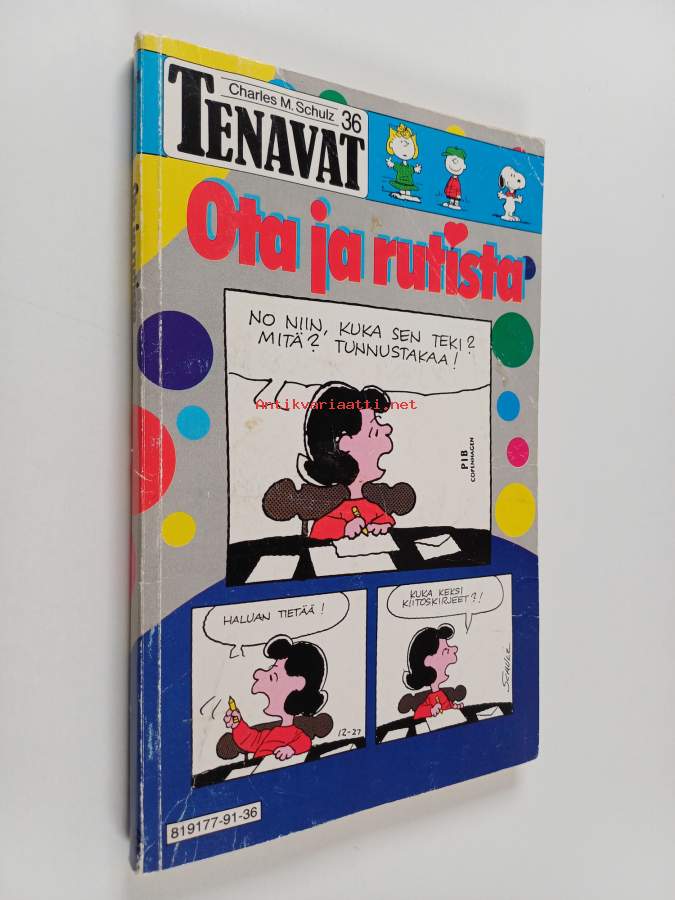 Charles M. Schulz 36
TENAVAT
Ota ja rutista
NO NIIN, KUKA SEN TEKI?
MITÄ? TUNNUSTAKAA!
Antikvariaatti.net
PIB
COPENHAGEN
HALUAN TIETÄÄ!
12-27
KUKA KEKSI
KIITOSKIRJEET?!
SCHULZ
819177-91-36